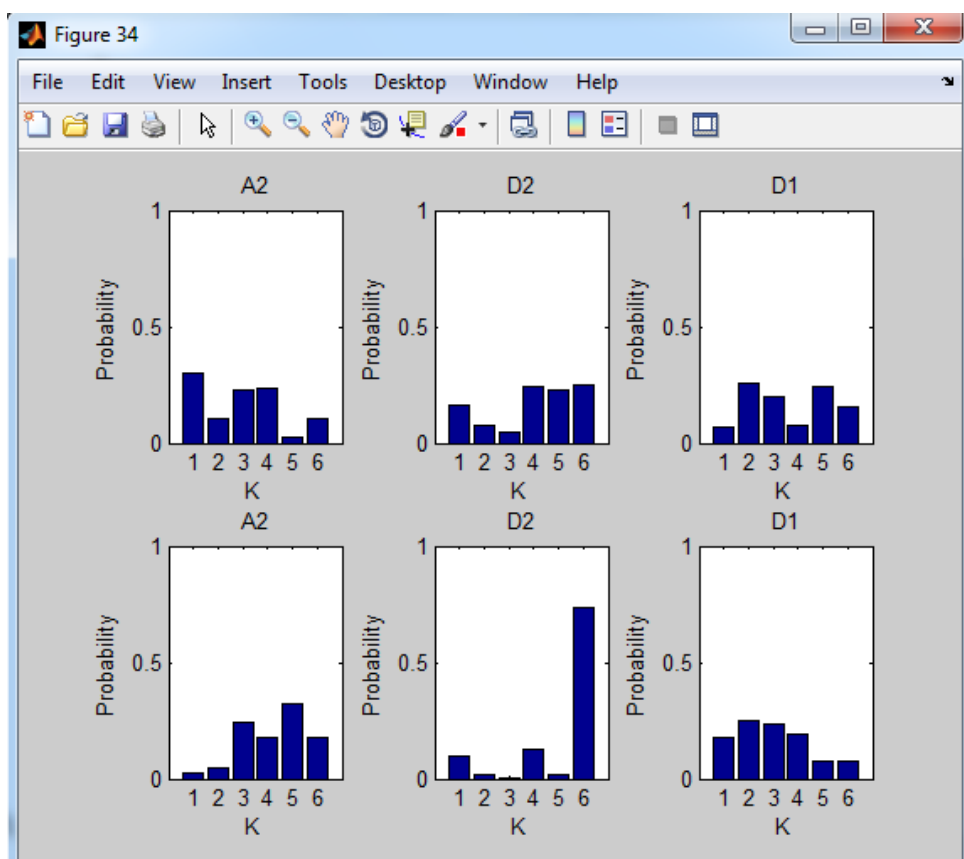 Figure 34
File Edit View Insert Tools Desktop Window Help
A2 D2 D1
1 1 1
Probability Probability Probability
0.5 0.5 0.5
0 0 0
1 2 3 4 5 6 1 2 3 4 5 6 1 2 3 4 5 6
K K K
A2 D2 D1
1 1 1
Probability Probability Probability
0.5 0.5 0.5
0 0 0
1 2 3 4 5 6 1 2 3 4 5 6 1 2 3 4 5 6
K K K